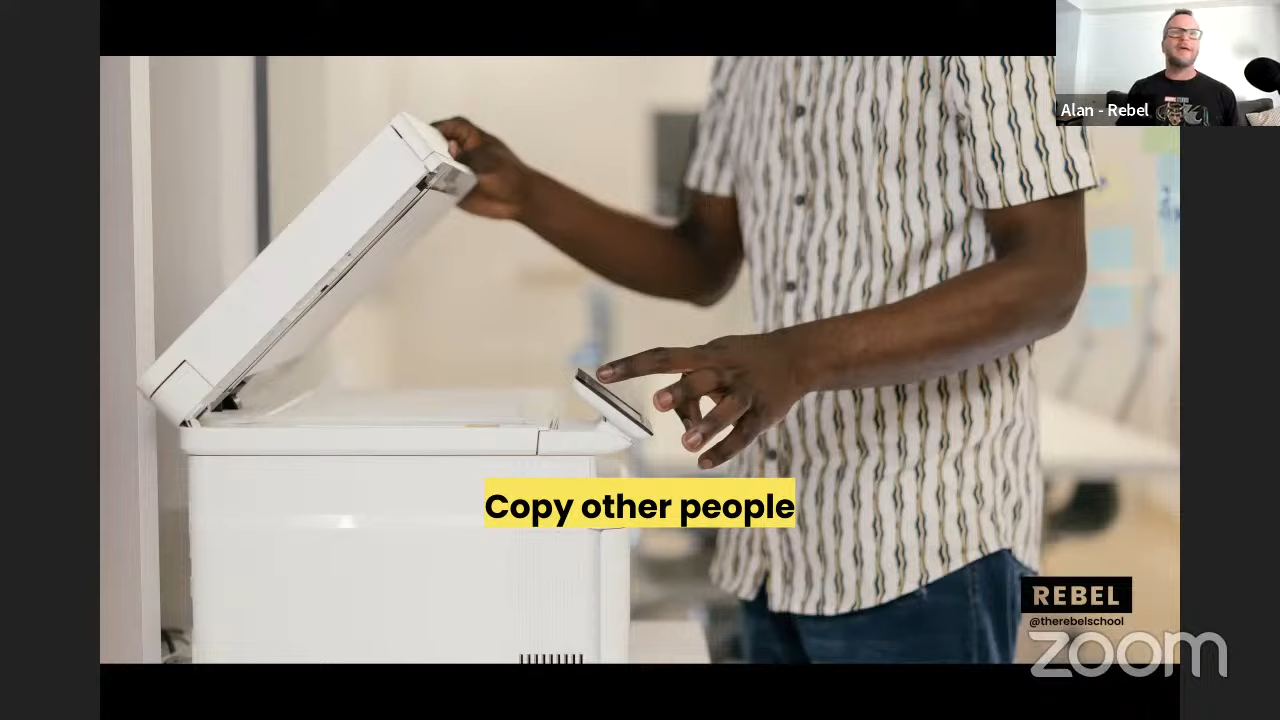 Alan - Rebel
Copy other people
REBEL
@therebelschool
zoom